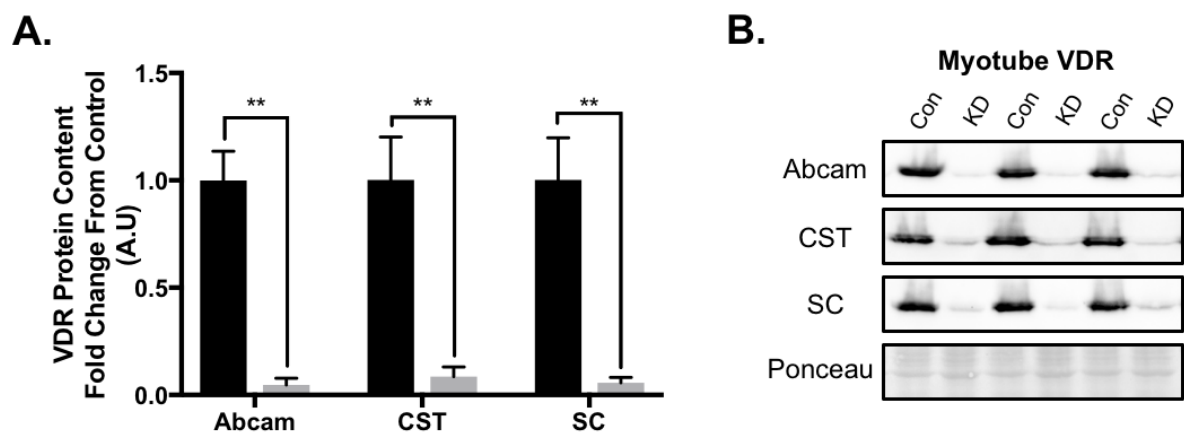 A.
VDR Protein Content
Fold Change From Control
(A.U)
1.5
1.0
0.5
0.0
**
**
**
Abcam
CST
SC
B.
Myotube VDR
Con KD Con KD Con KD
Abcam
CST
SC
Ponceau